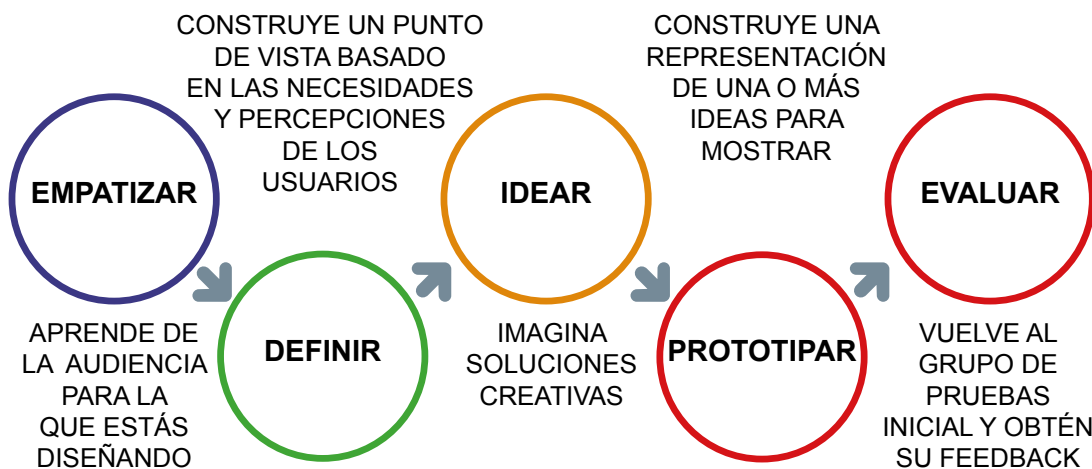 EMPATIZAR
APRENDE DE
LA AUDIENCIA
PARA LA
QUE ESTÁS
DISEÑANDO
CONSTRUYE UN PUNTO
DE VISTA BASADO
EN LAS NECESIDADES
Y PERCEPCIONES
DE LOS
USUARIOS
DEFINIR
IDEAR
IMAGINA
SOLUCIONES
CREATIVAS
CONSTRUYE UNA
REPRESENTACIÓN
DE UNA O MÁS
IDEAS PARA
MOSTRAR
PROTOTIPAR
EVALUAR
VUELVE AL
GRUPO DE
PRUEBAS
INICIAL Y OBTÉN
SU FEEDBACK